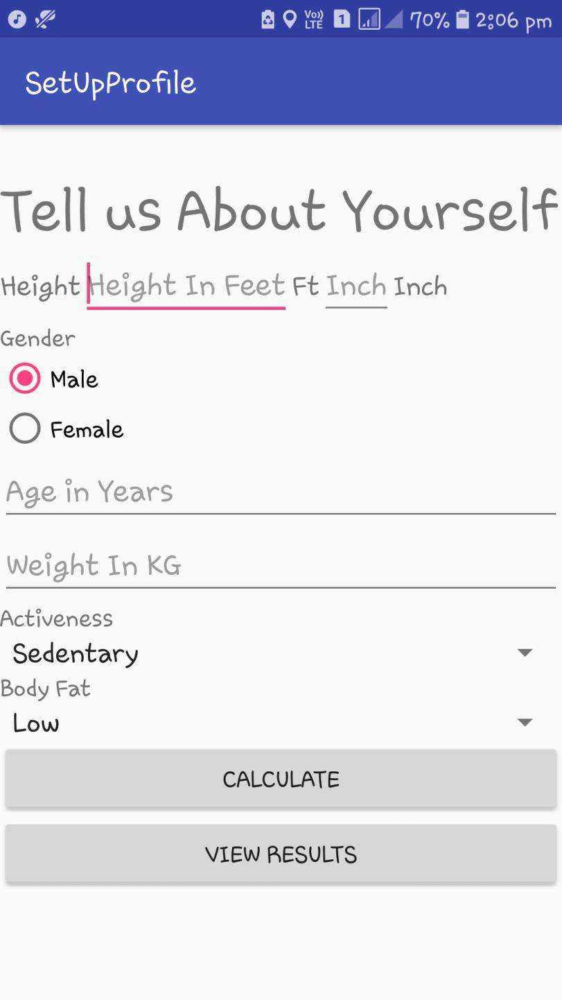 Vo)) LTE 1 70% 2:06 pm
SetUpProfile
Tell us About Yourself
Height Height In Feet Ft Inch Inch
Gender
Male
Female
Age in Years
Weight In KG
Activeness
Sedentary
Body Fat
Low
CALCULATE
VIEW RESULTS